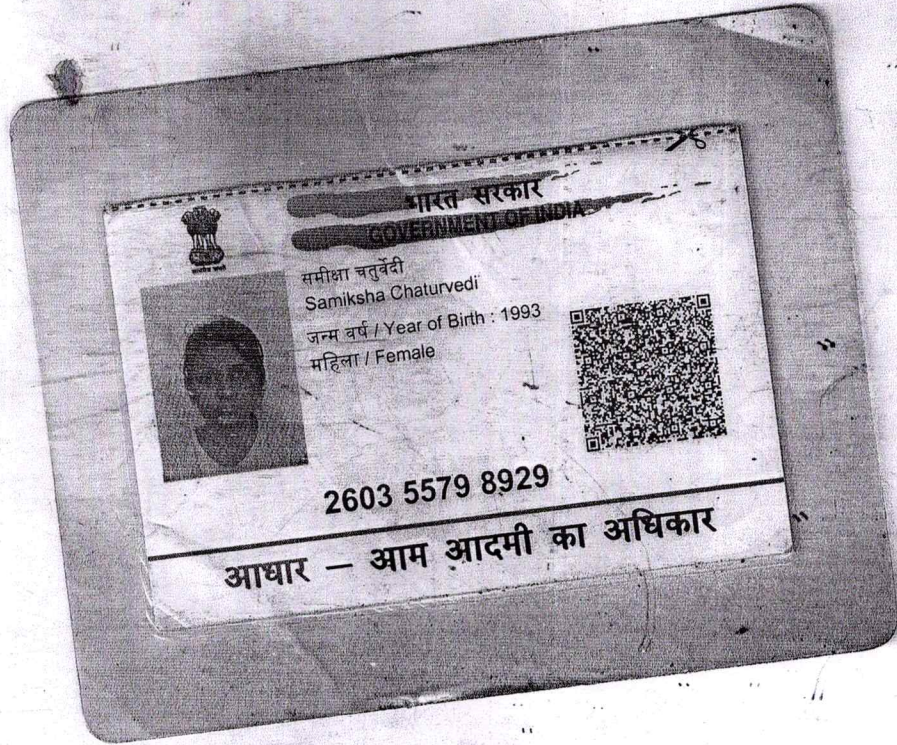 भारत सरकार
GOVERNMENT OF INDIA
समीक्षा चतुर्वेदी
Samiksha Chaturvedi
जन्म वर्ष / Year of Birth : 1993
महिला / Female
2603 5579 8929
आधार – आम आदमी का अधिकार